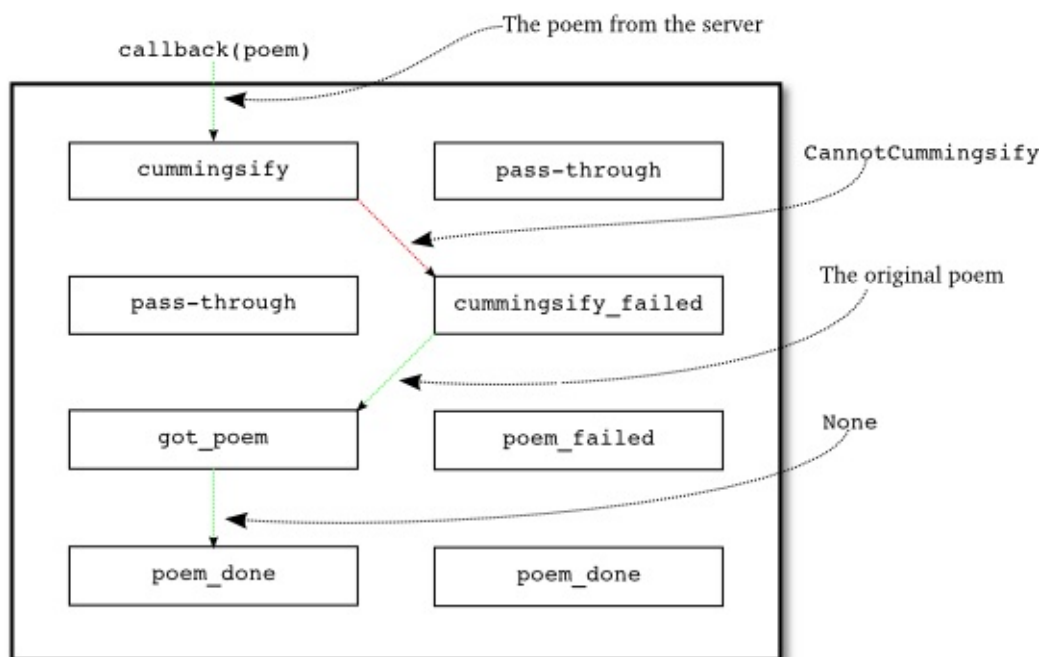 The poem from the server
callback(poem)
cummingsify
pass-through
CannotCummingsify
pass-through
cummingsify_failed
The original poem
got_poem
poem_failed
None
poem_done
poem_done